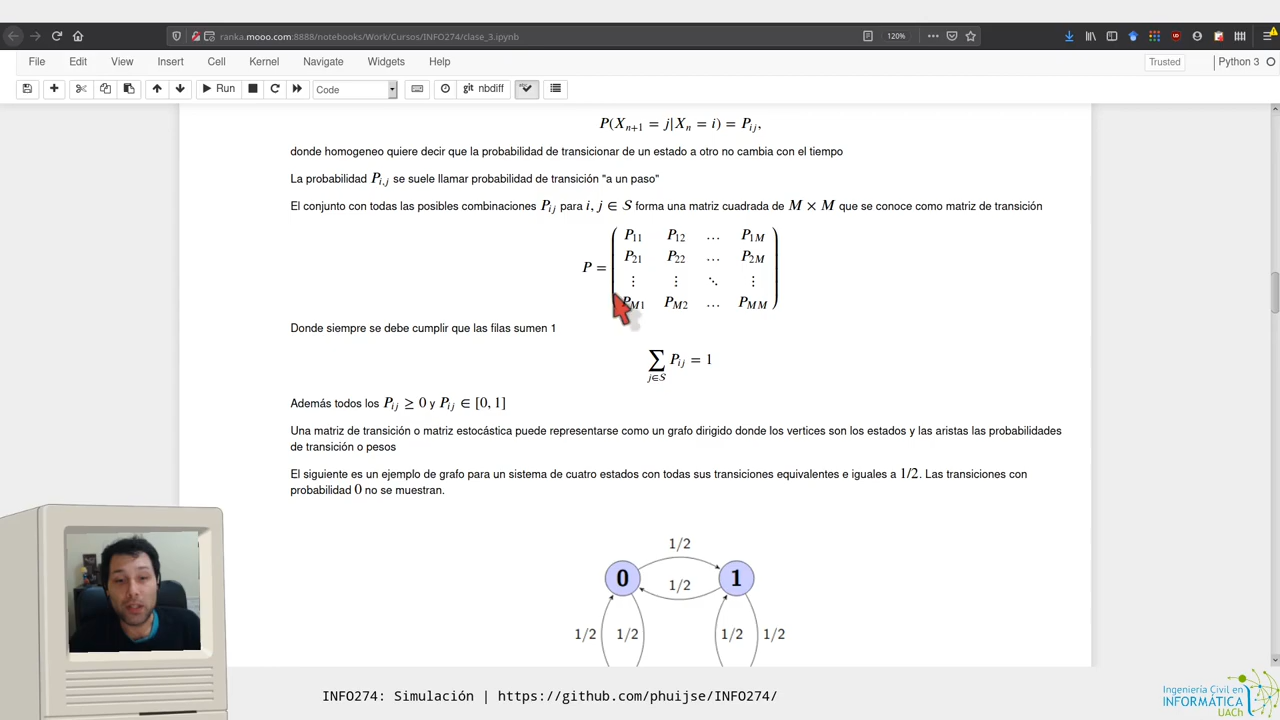 ranka.mooo.com:8888/notebooks/Work/Cursos/INFO274/clase_3.ipynb
120%
File Edit View Insert Cell Kernel Navigate Widgets Help
Trusted
Python 3
Run
Code
git nbdiff
P(X_{n+1} = j|X_n = i) = P_{ij},
donde homogeneo quiere decir que la probabilidad de transicionar de un estado a otro no cambia con el tiempo
La probabilidad P_{i,j} se suele llamar probabilidad de transición "a un paso"
El conjunto con todas las posibles combinaciones P_{ij} para i, j ∈ S forma una matriz cuadrada de M × M que se conoce como matriz de transición
P_{11} P_{12} … P_{1M}
P_{21} P_{22} … P_{2M}
P =
⋮ ⋮ ⋱ ⋮
P_{M1} P_{M2} … P_{MM}
Donde siempre se debe cumplir que las filas sumen 1
∑_{j∈S} P_{ij} = 1
Además todos los P_{ij} ≥ 0 y P_{ij} ∈ [0, 1]
Una matriz de transición o matriz estocástica puede representarse como un grafo dirigido donde los vertices son los estados y las aristas las probabilidades
de transición o pesos
El siguiente es un ejemplo de grafo para un sistema de cuatro estados con todas sus transiciones equivalentes e iguales a 1/2. Las transiciones con
probabilidad 0 no se muestran.
1/2
0 1
1/2
1/2 1/2 1/2 1/2
INFO274: Simulación | https://github.com/phuijse/INFO274/
Ingeniería Civil en
INFORMÁTICA
UACh